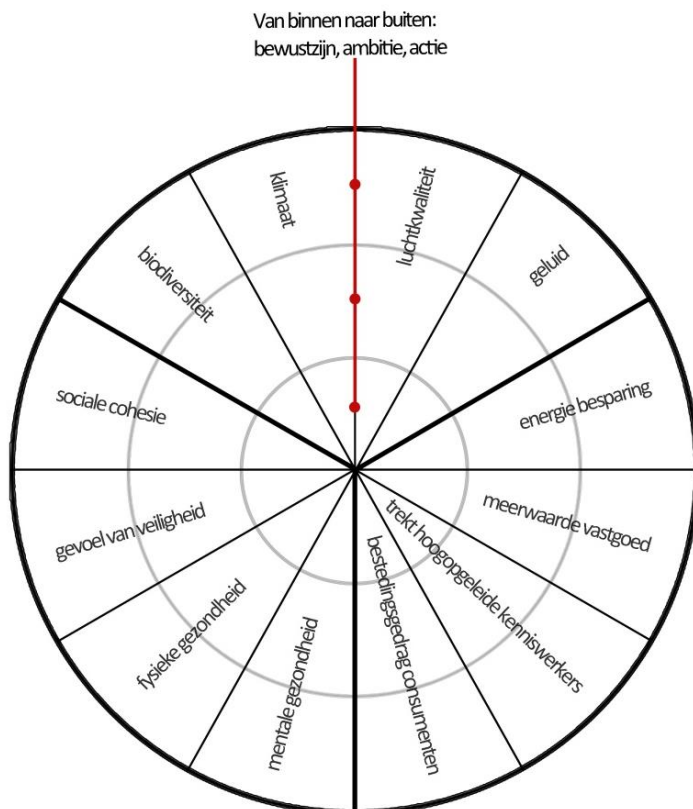 Van binnen naar buiten:
bewustzijn, ambitie, actie
klimaat
luchtkwaliteit
geluid
energie besparing
meerwaarde vastgoed
trekt hoogopgeleide kenniswerkers
bestedingsgedrag consumenten
mentale gezondheid
fysieke gezondheid
gevoel van veiligheid
sociale cohesie
biodiversiteit